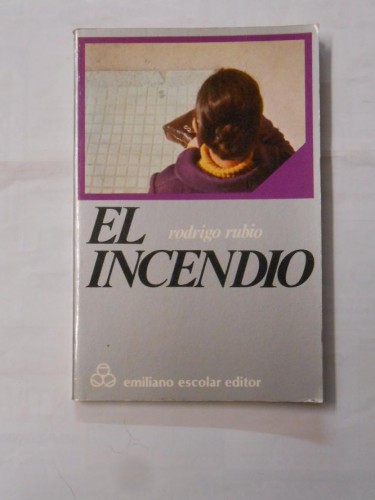 EL
rodrigo rubio
INCENDIO
emiliano escolar editor